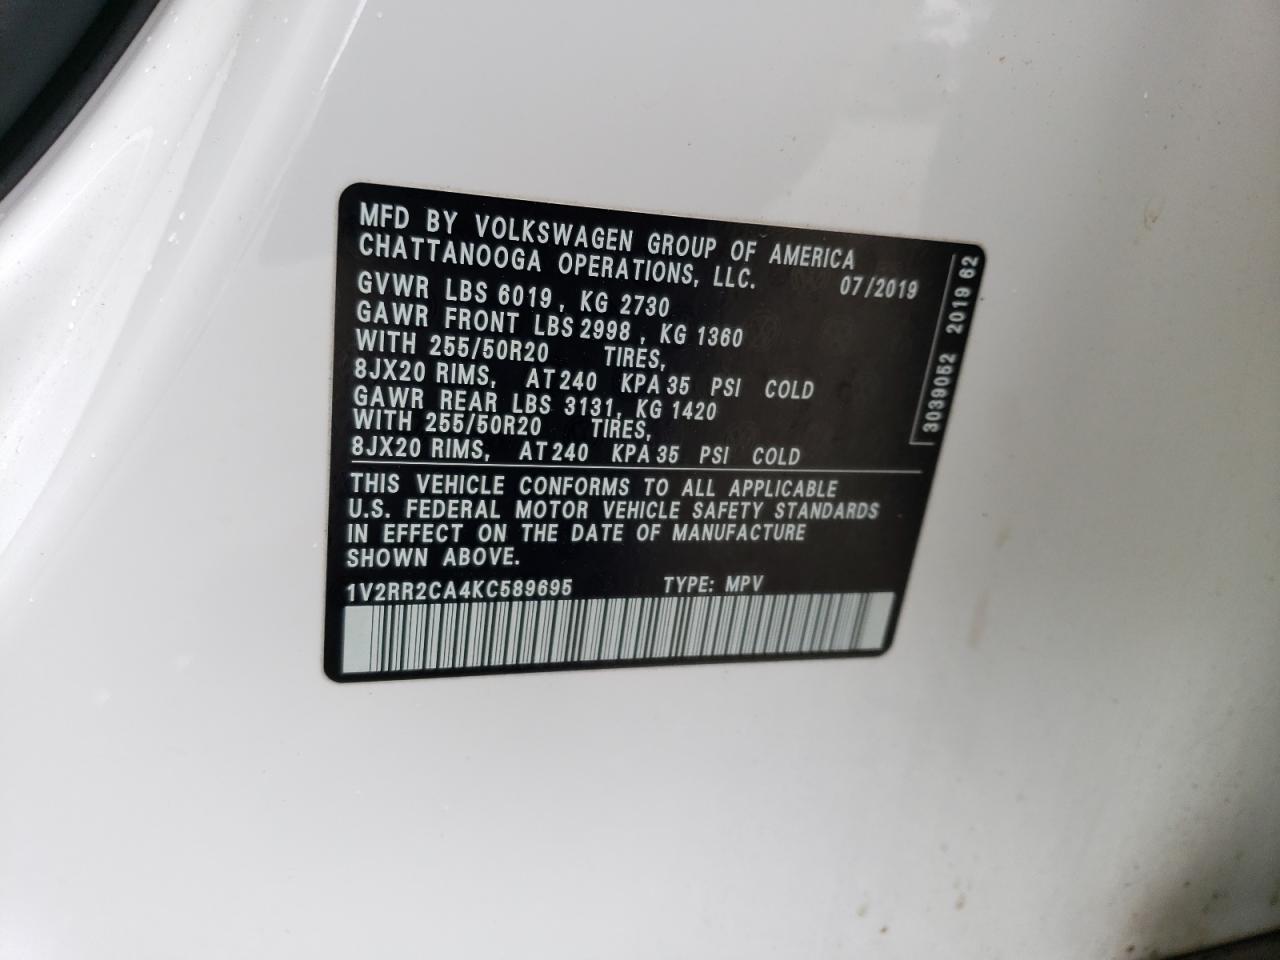 MFD BY VOLKSWAGEN GROUP OF AMERICA
CHATTANOOGA OPERATIONS, LLC. 07/2019
GVWR LBS 6019, KG 2730
GAWR FRONT LBS 2998, KG 1360
WITH 255/50R20 TIRES,
8JX20 RIMS, AT 240 KPA 35 PSI COLD
GAWR REAR LBS 3131, KG 1420
WITH 255/50R20 TIRES,
8JX20 RIMS, AT 240 KPA 35 PSI COLD
3039052 2019 62
THIS VEHICLE CONFORMS TO ALL APPLICABLE
U.S. FEDERAL MOTOR VEHICLE SAFETY STANDARDS
IN EFFECT ON THE DATE OF MANUFACTURE
SHOWN ABOVE.
1V2RR2CA4KC589695 TYPE: MPV